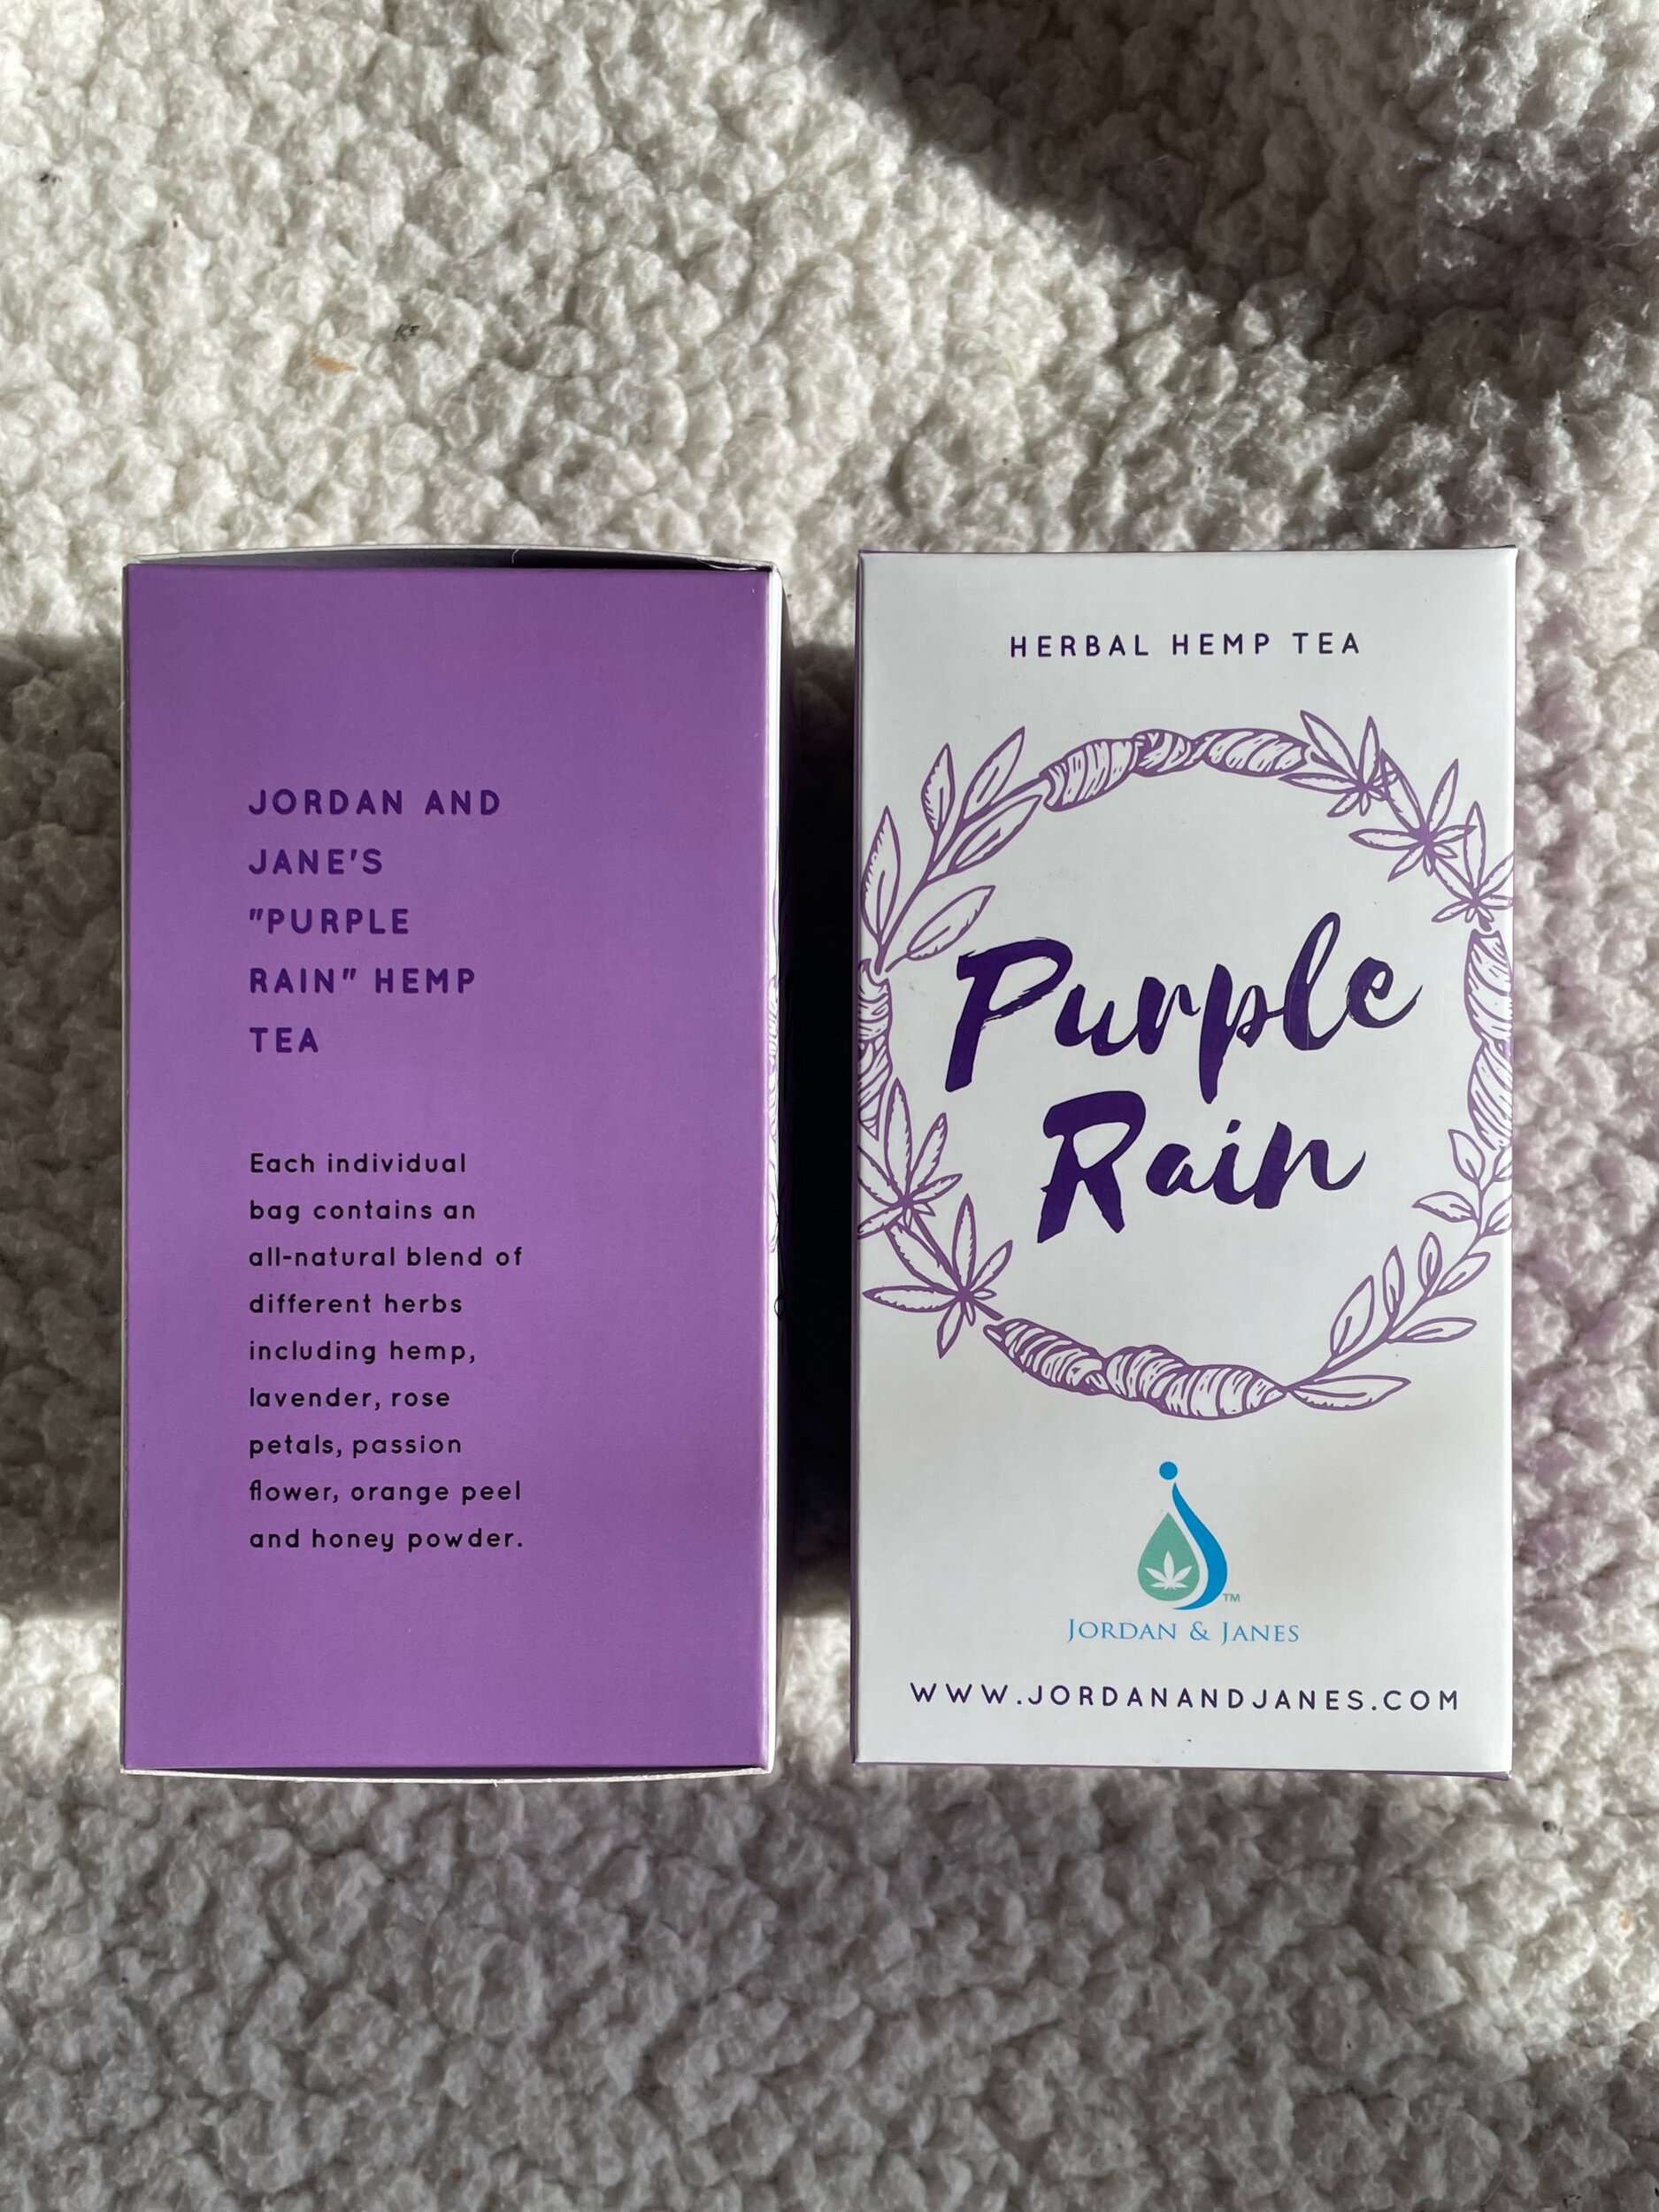 JORDAN AND
JANE'S
"PURPLE
RAIN" HEMP
TEA
Each individual
bag contains an
all-natural blend of
different herbs
including hemp,
lavender, rose
petals, passion
flower, orange peel
and honey powder.
HERBAL HEMP TEA
Purple
Rain
TM
JORDAN & JANES
WWW.JORDANANDJANES.COM